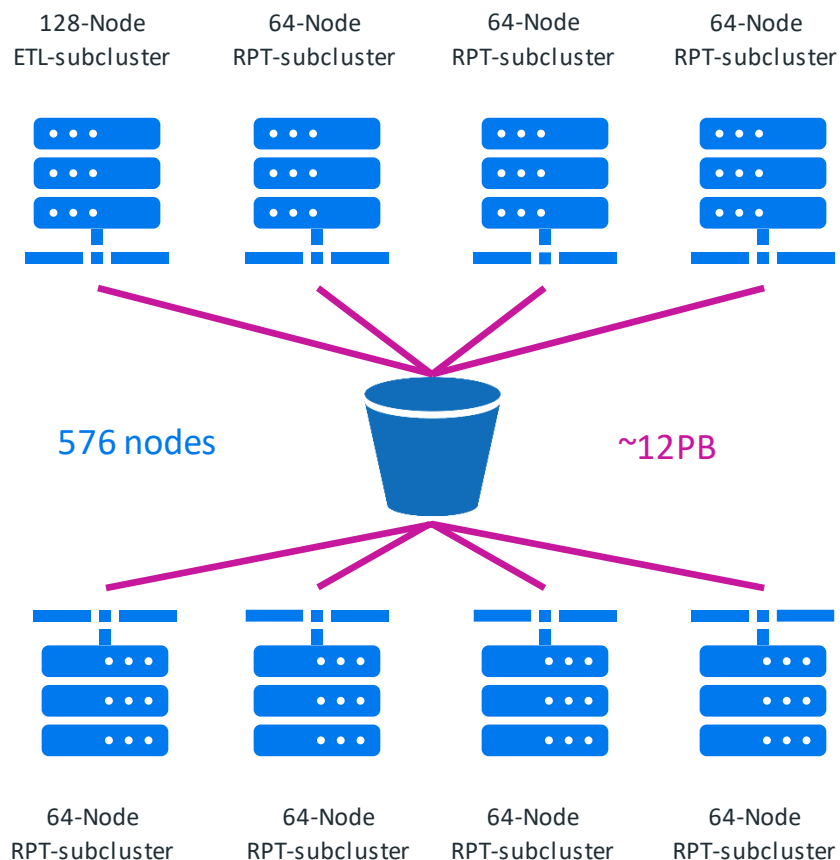 128-Node
ETL-subcluster
64-Node
RPT-subcluster
64-Node
RPT-subcluster
64-Node
RPT-subcluster
576 nodes
~12PB
64-Node
RPT-subcluster
64-Node
RPT-subcluster
64-Node
RPT-subcluster
64-Node
RPT-subcluster